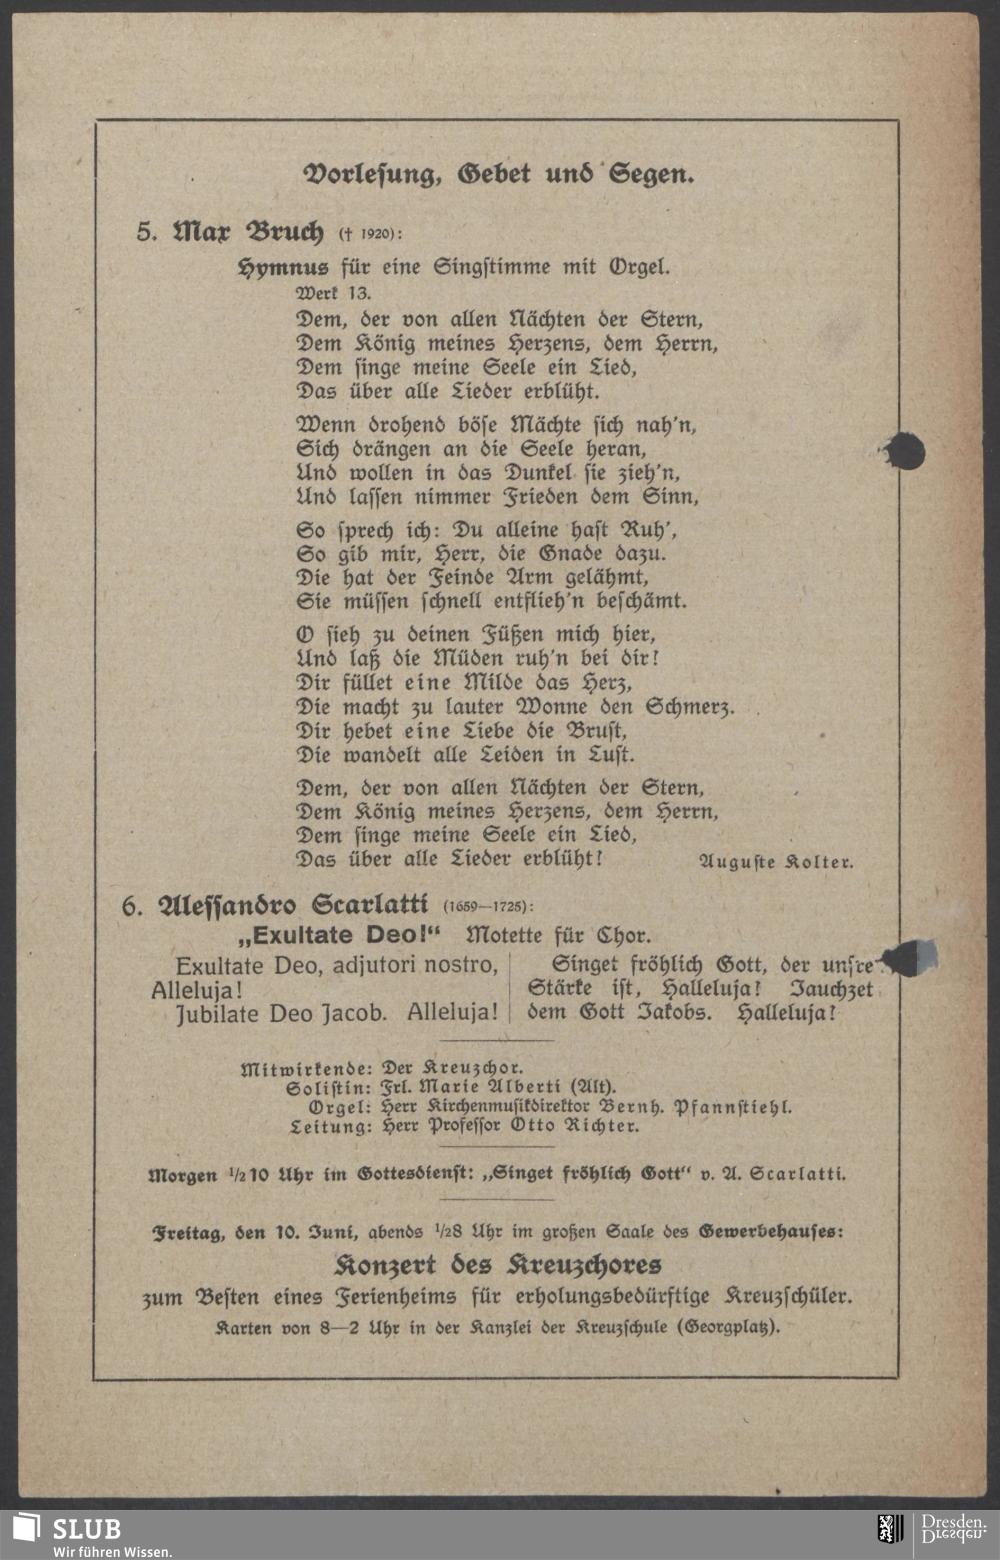 Vorlesung, Gebet und Segen.
5. Max Bruch († 1920):
Hymnus für eine Singstimme mit Orgel.
Werk 13.
Dem, der von allen Nächten der Stern,
Dem König meines Herzens, dem Herrn,
Dem singe meine Seele ein Lied,
Das über alle Lieder erblüht.
Wenn drohend böse Mächte sich nah'n,
Sich drängen an die Seele heran,
Und wollen in das Dunkel sie zieh'n,
Und lassen nimmer Frieden dem Sinn,
So sprech ich: Du alleine hast Ruh',
So gib mir, Herr, die Gnade dazu.
Die hat der Feinde Arm gelähmt,
Sie müssen schnell entflieh'n beschämt.
O sieh zu deinen Füßen mich hier,
Und laß die Müden ruh'n bei dir!
Dir füllet eine Milde das Herz,
Die macht zu lauter Wonne den Schmerz.
Dir hebet eine Liebe die Brust,
Die wandelt alle Leiden in Lust.
Dem, der von allen Nächten der Stern,
Dem König meines Herzens, dem Herrn,
Dem singe meine Seele ein Lied,
Das über alle Lieder erblüht! Auguste Kolter.
6. Alessandro Scarlatti (1659—1725):
„Exultate Deo!“ Motette für Chor.
Exultate Deo, adjutori nostro,
Alleluja!
Jubilate Deo Jacob. Alleluja!
Singet fröhlich Gott, der unsre
Stärke ist, Halleluja! Jauchzet
dem Gott Jakobs. Halleluja!
Mitwirkende: Der Kreuzchor.
Solistin: Frl. Marie Alberti (Alt).
Orgel: Herr Kirchenmusikdirektor Bernh. Pfannstiehl.
Leitung: Herr Professor Otto Richter.
Morgen 1/2 10 Uhr im Gottesdienst: „Singet fröhlich Gott“ v. A. Scarlatti.
Freitag, den 10. Juni, abends 1/2 8 Uhr im großen Saale des Gewerbehauses:
Konzert des Kreuzchores
zum Besten eines Ferienheims für erholungsbedürftige Kreuzschüler.
Karten von 8—2 Uhr in der Kanzlei der Kreuzschule (Georgplatz).
SLUB
Wir führen Wissen.
Dresden.
Dresden.